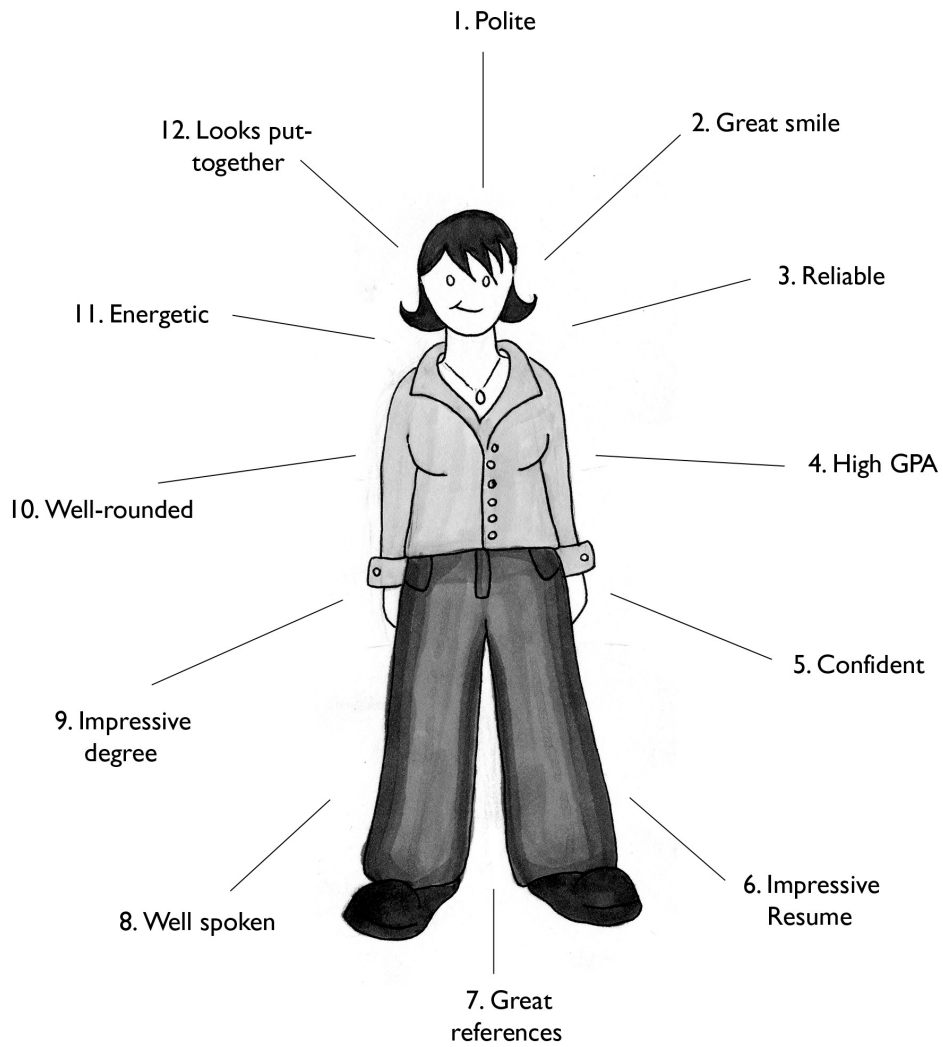 1. Polite
2. Great smile
3. Reliable
4. High GPA
5. Confident
6. Impressive
Resume
7. Great
references
8. Well spoken
9. Impressive
degree
10. Well-rounded
11. Energetic
12. Looks put-
together